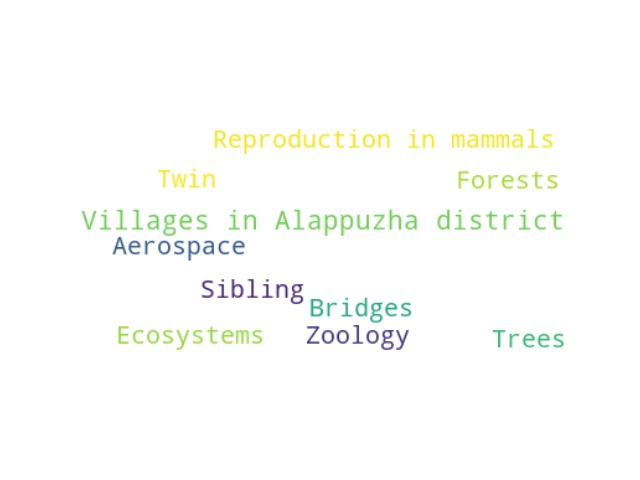 Reproduction in mammals
Twin Forests
Villages in Alappuzha district
Aerospace
Sibling
Bridges
Ecosystems Zoology Trees